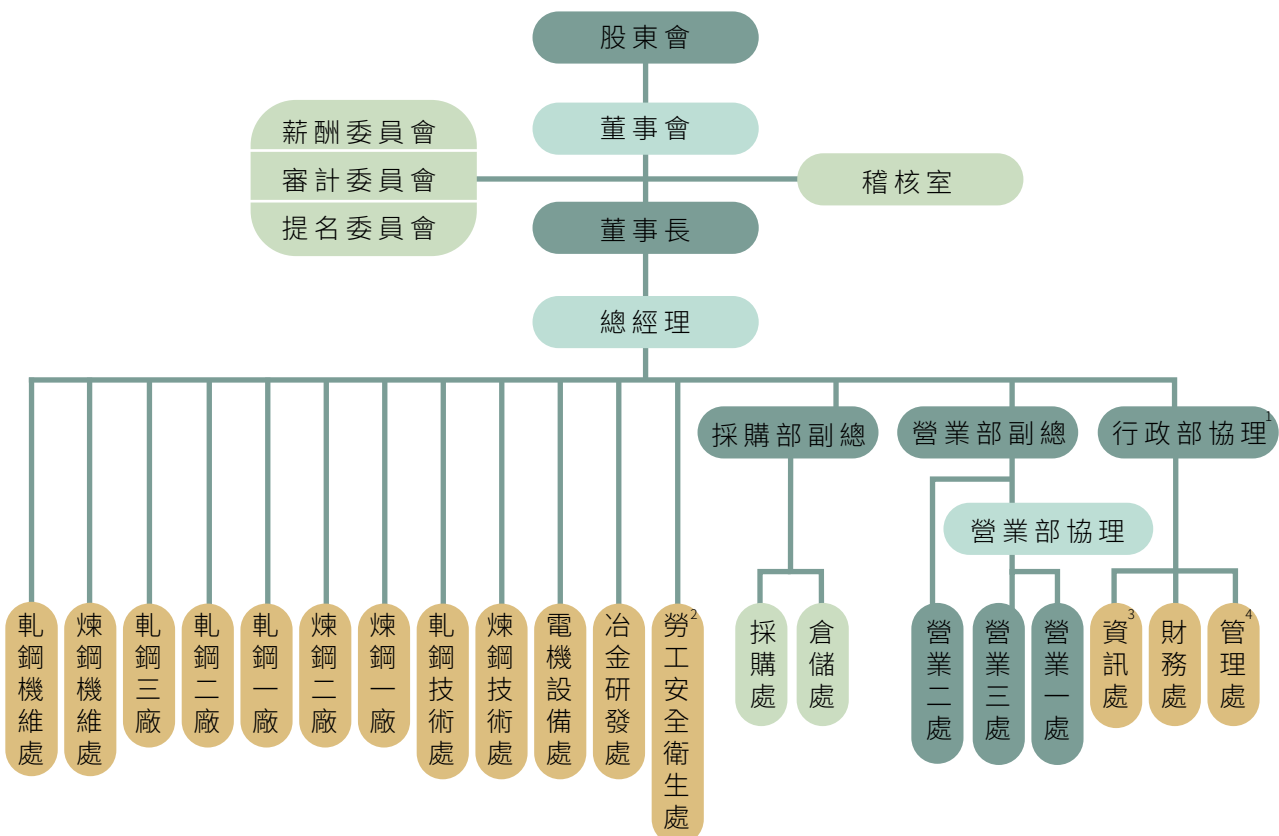 股東會
董事會
薪酬委員會
審計委員會
提名委員會
稽核室
董事長
總經理
採購部副總
營業部副總
行政部協理1
營業部協理
軋鋼機維處
煉鋼機維處
軋鋼三廠
軋鋼二廠
軋鋼一廠
煉鋼二廠
煉鋼一廠
軋鋼技術處
煉鋼技術處
電機設備處
冶金研發處
勞工安全衛生處2
採購處
倉儲處
營業二處
營業三處
營業一處
資訊處3
財務處
管理處4